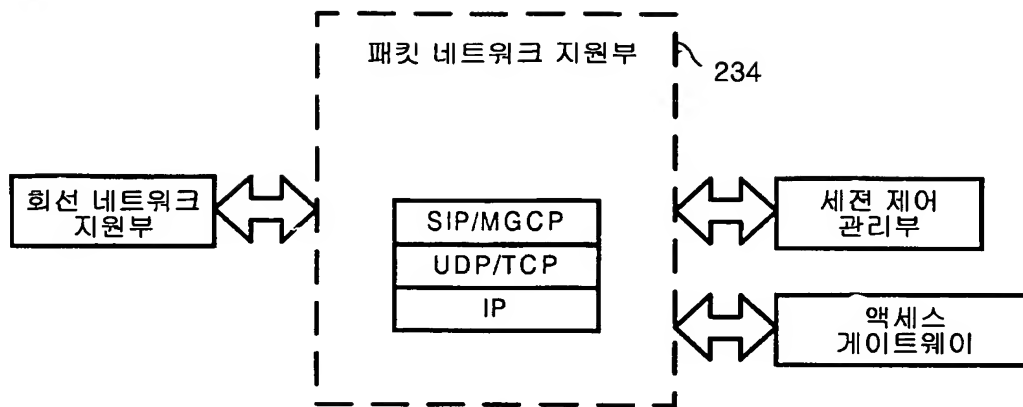 패킷 네트워크 지원부
234
회선 네트워크
지원부
SIP/MGCP
UDP/TCP
IP
세젼 제어
관리부
액세스
게이트웨이